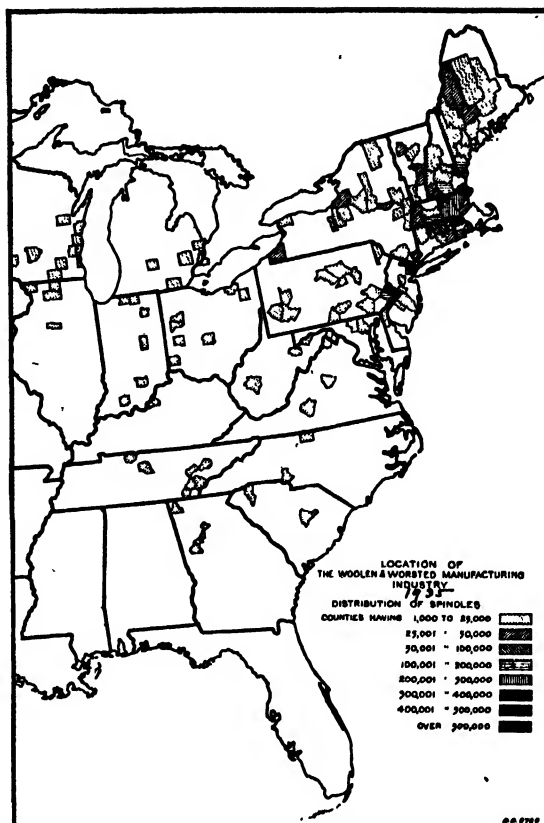 LOCATION OF
THE WOOLEN & WORSTED MANUFACTURING
INDUSTRY
1935
DISTRIBUTION OF SPINDLES
COUNTIES HAVING 1,000 TO 25,000
25,001 " 50,000
50,001 " 100,000
100,001 " 200,000
200,001 " 300,000
300,001 " 400,000
400,001 " 500,000
OVER 500,000